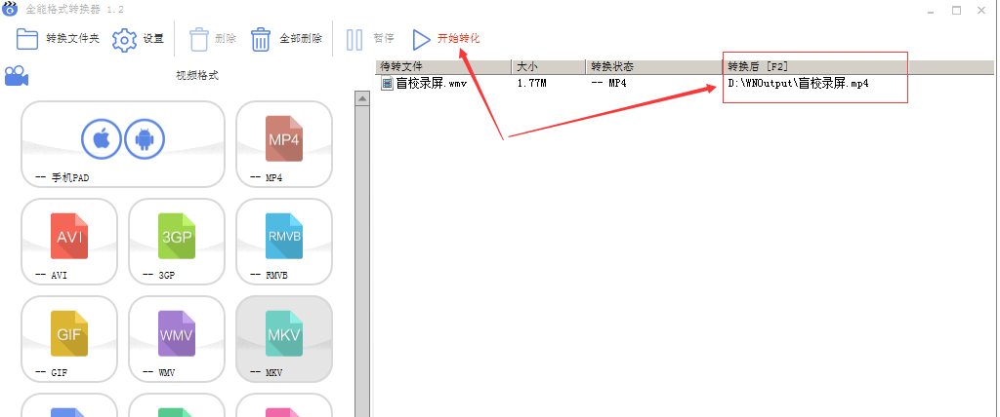 全能格式转换器 1.2
转换文件夹 设置 删除 全部删除 暂停 开始转化
视频格式
待转文件 大小 转换状态 转换后 [F2]
盲校录屏.wmv 1.77M -- MP4 D:\WNOutput\盲校录屏.mp4
MP4
-- 手机PAD -- MP4
AVI 3GP RMVB
-- AVI -- 3GP -- RMVB
GIF WMV MKV
-- GIF -- WMV -- MKV